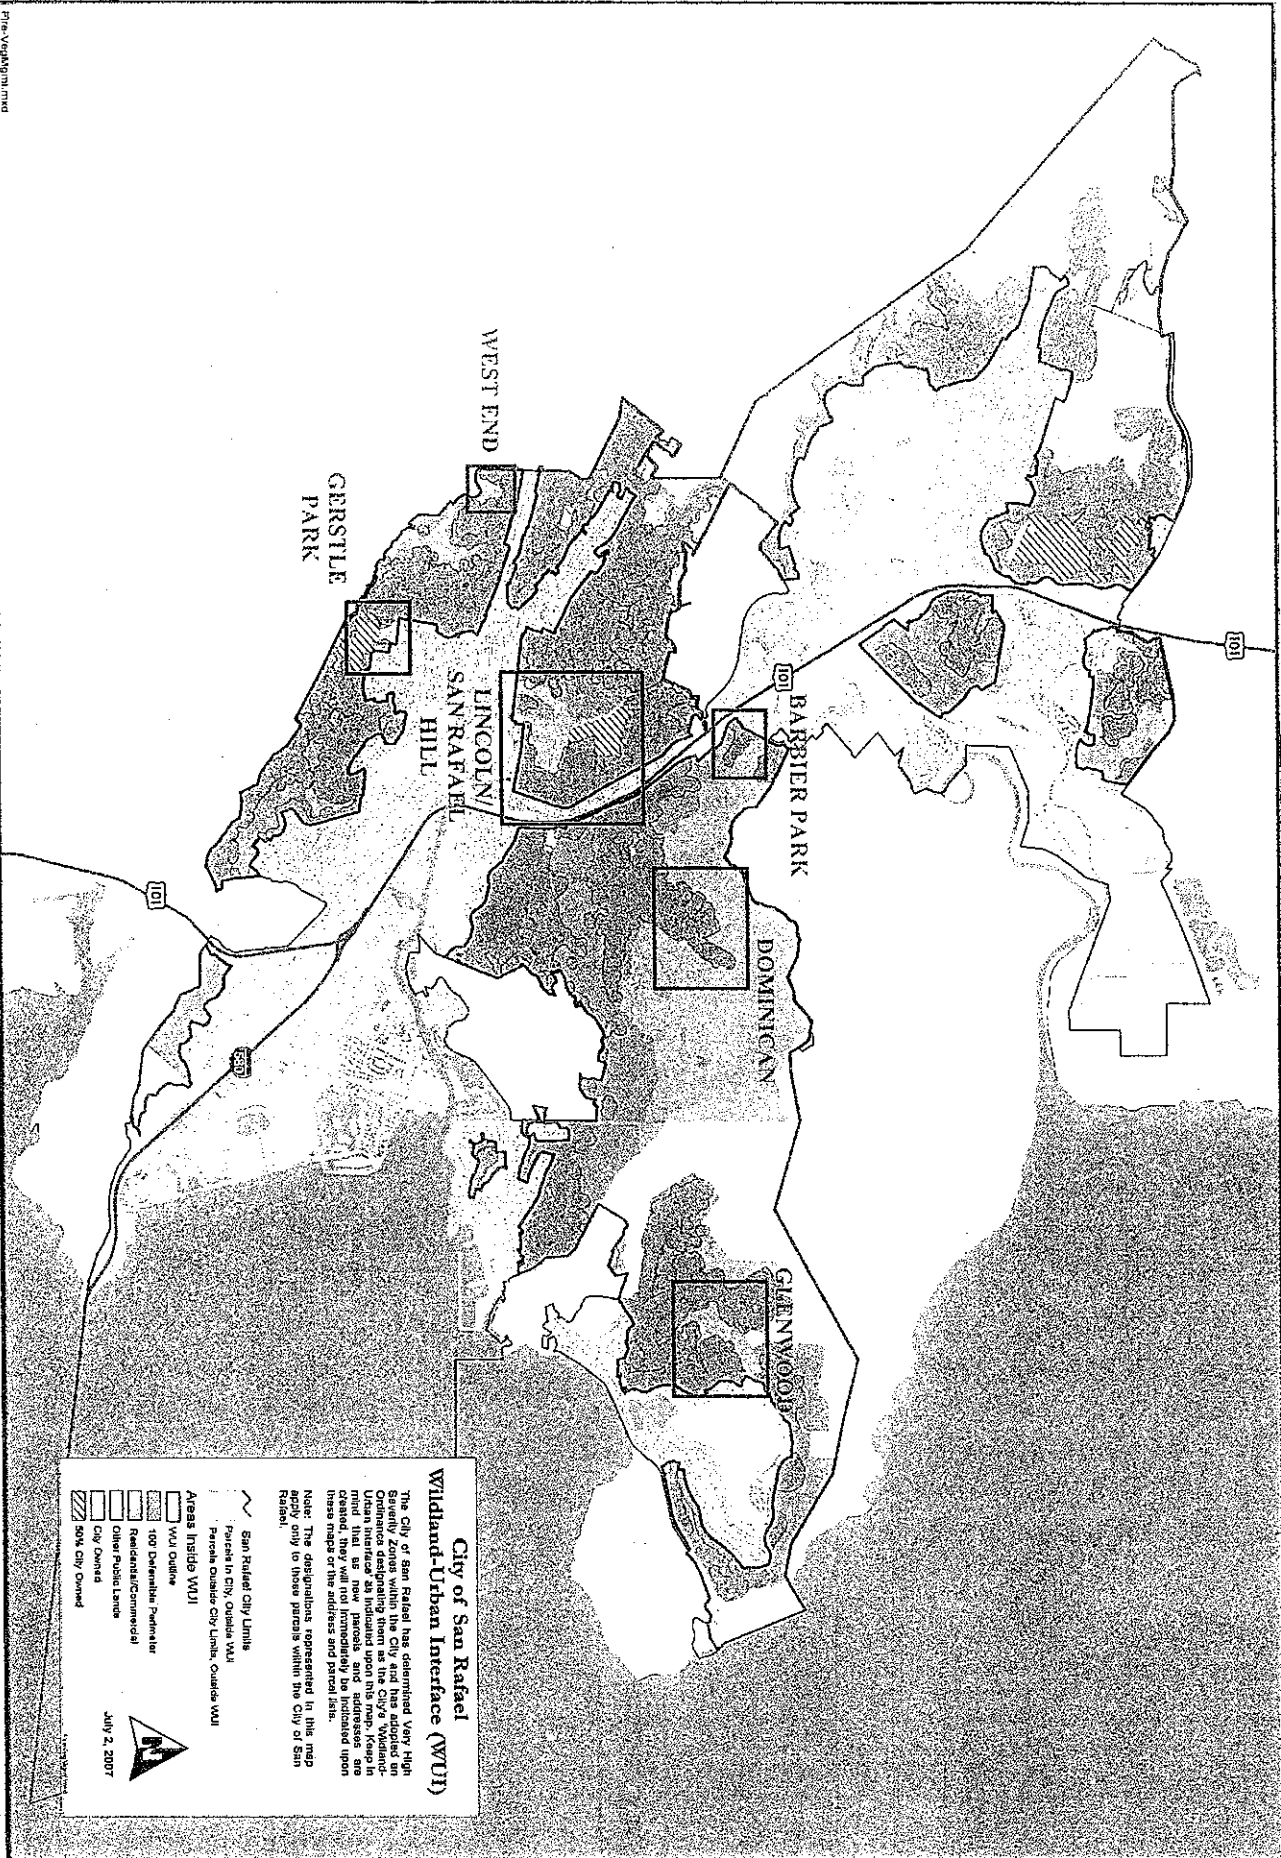 Fire-VegMgmt.mxd
101
101
BARBIER PARK
DOMINICAN
GLENWOOD
WEST END
GERSTLE
PARK
LINCOLN/
SAN RAFAEL
HILL
101
580
City of San Rafael
Wildland-Urban Interface (WUI)
The City of San Rafael has determined Very High
Severity Zones within the City and has adopted an
Ordinance designating them as the City's 'Wildland-
Urban Interface' as indicated upon this map. Keep in
mind that as new parcels and addresses are
created, they will not immediately be indicated upon
these maps or the address and parcel lists.
Note: The designations represented in this map
apply only to those parcels within the City of San
Rafael.
San Rafael City Limits
Parcels In City, Outside WUI
Parcels Outside City Limits, Outside WUI
Areas Inside WUI
WUI Outline
100' Defensible Perimeter
Residential/Commercial
Other Public Lands
City Owned
50% City Owned
N
July 2, 2007